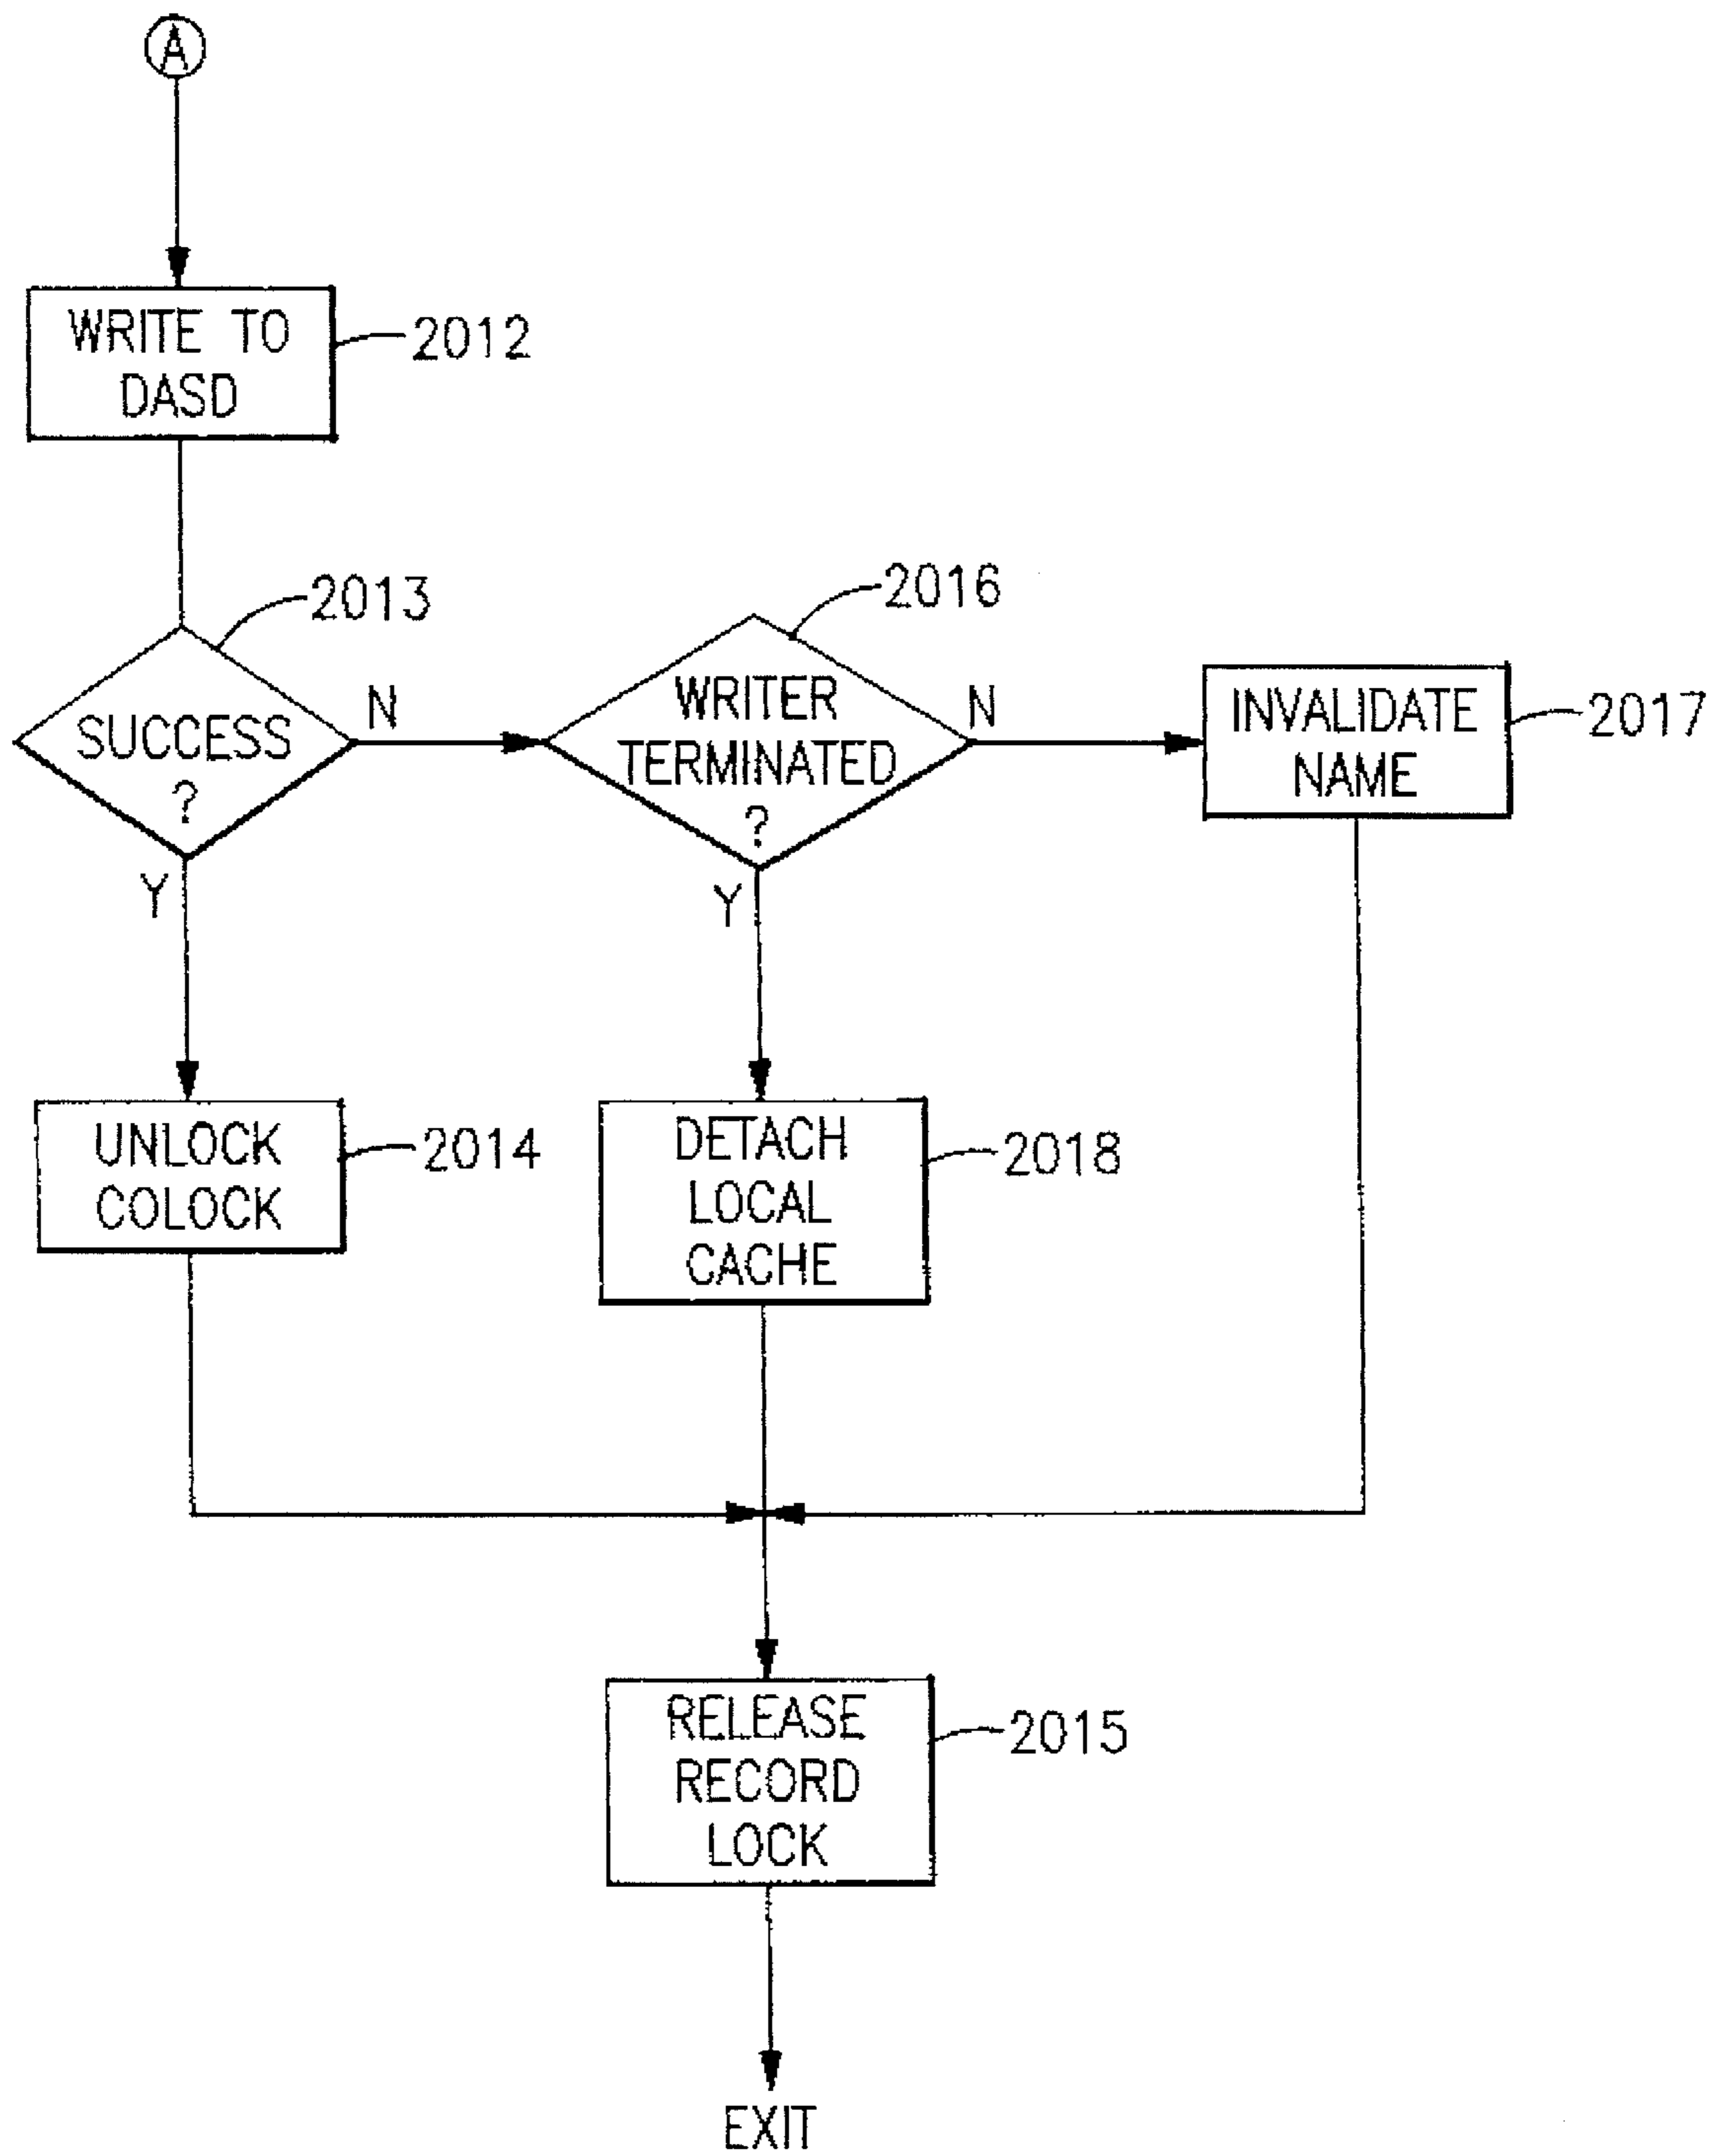 A
WRITE TO
DASD
2012
2013
SUCCESS
?
N
Y
2016
WRITER
TERMINATED
?
N
Y
INVALIDATE
NAME
2017
UNLOCK
COLOCK
2014
DETACH
LOCAL
CACHE
2018
RELEASE
RECORD
LOCK
2015
EXIT